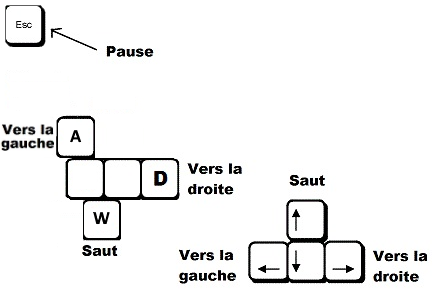 Esc
Pause
Vers la
gauche
A
D
Vers la
droite
W
Saut
Saut
Vers la
gauche
Vers la
droite